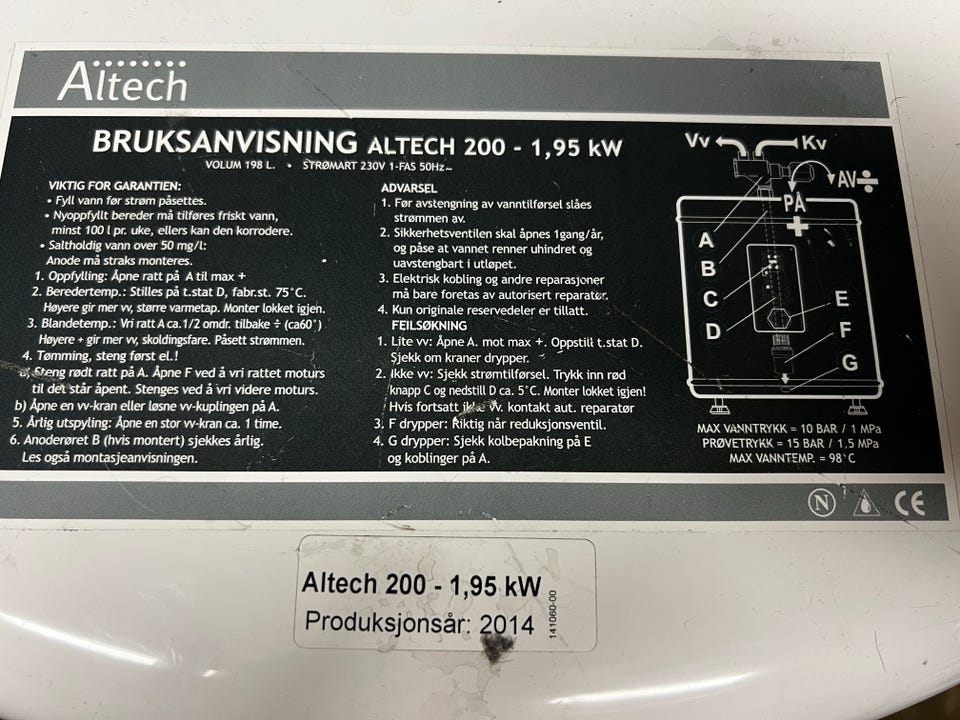 Altech
BRUKSANVISNING ALTECH 200 - 1,95 kW
VOLUM 198 L. • STRØMART 230V 1-FAS 50Hz~
VIKTIG FOR GARANTIEN:
• Fyll vann før strøm påsettes.
• Nyoppfyllt bereder må tilføres friskt vann,
minst 100 l pr. uke, ellers kan den korrodere.
• Saltholdig vann over 50 mg/l:
Anode må straks monteres.
1. Oppfylling: Åpne ratt på A til max +
2. Beredertemp.: Stilles på t.stat D, fabr.st. 75°C.
Høyere gir mer vv, større varmetap. Monter lokket igjen.
3. Blandetemp.: Vri ratt A ca.1/2 omdr. tilbake ÷ (ca60°)
Høyere + gir mer vv, skoldingsfare. Påsett strømmen.
4. Tømming, steng først el.!
a) Steng rødt ratt på A. Åpne F ved å vri rattet moturs
til det står åpent. Stenges ved å vri videre moturs.
b) Åpne en vv-kran eller løsne vv-kuplingen på A.
5. Årlig utspyling: Åpne en stor vv-kran ca. 1 time.
6. Anoderøret B (hvis montert) sjekkes årlig.
Les også montasjeanvisningen.
ADVARSEL
1. Før avstengning av vanntilførsel slåes
strømmen av.
2. Sikkerhetsventilen skal åpnes 1gang/år,
og påse at vannet renner uhindret og
uavstengbart i utløpet.
3. Elektrisk kobling og andre reparasjoner
må bare foretas av autorisert reparatør.
4. Kun originale reservedeler er tillatt.
FEILSØKNING
1. Lite vv: Åpne A. mot max +. Oppstill t.stat D.
Sjekk om kraner drypper.
2. Ikke vv: Sjekk strømtilførsel. Trykk inn rød
knapp C og nedstill D ca. 5°C. Monter lokket igjen!
Hvis fortsatt ikke vv. kontakt aut. reparatør
3. F drypper: Riktig når reduksjonsventil.
4. G drypper: Sjekk kolbepakning på E
og koblinger på A.
Vv
Kv
AV ÷
PÅ
+
A
B
C
D
E
F
G
MAX VANNTRYKK = 10 BAR / 1 MPa
PRØVETRYKK = 15 BAR / 1,5 MPa
MAX VANNTEMP. = 98°C
N
CE
Altech 200 - 1,95 kW
Produksjonsår: 2014
141060-00